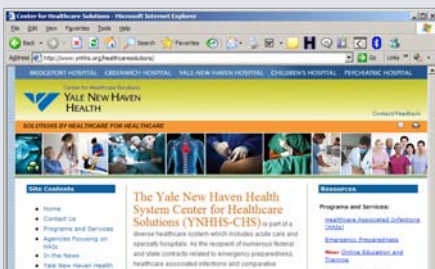 Center for Healthcare Solutions - Microsoft Internet Explorer
File Edit View Favorites Tools Help
Back Search Favorites
Address http://www.ynhhs.org/healthcaresolutions/ Go Links
BRIDGEPORT HOSPITAL GREENWICH HOSPITAL YALE-NEW HAVEN HOSPITAL CHILDREN'S HOSPITAL PSYCHIATRIC HOSPITAL
Center for Healthcare Solutions
YALE NEW HAVEN
HEALTH
Contact/Feedback
SOLUTIONS BY HEALTHCARE FOR HEALTHCARE
Site Contents
Home
Contact Us
Programs and Services
Agencies Focusing on
HAIs
In the News
Yale New Haven Health
The Yale New Haven Health
System Center for Healthcare
Solutions (YNHHS-CHS) is part of a
diverse healthcare system which includes acute care and
specialty hospitals. As the recipient of numerous federal
and state contracts related to emergency preparedness,
healthcare associated infections and comparative
Resources
Programs and Services:
Healthcare Associated Infections
(HAIs)
Emergency Preparedness
New: Online Education and
Training